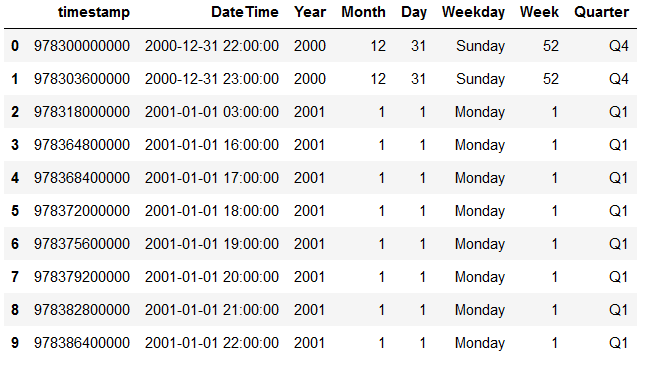 timestamp DateTime Year Month Day Weekday Week Quarter
0 978300000000 2000-12-31 22:00:00 2000 12 31 Sunday 52 Q4
1 978303600000 2000-12-31 23:00:00 2000 12 31 Sunday 52 Q4
2 978318000000 2001-01-01 03:00:00 2001 1 1 Monday 1 Q1
3 978364800000 2001-01-01 16:00:00 2001 1 1 Monday 1 Q1
4 978368400000 2001-01-01 17:00:00 2001 1 1 Monday 1 Q1
5 978372000000 2001-01-01 18:00:00 2001 1 1 Monday 1 Q1
6 978375600000 2001-01-01 19:00:00 2001 1 1 Monday 1 Q1
7 978379200000 2001-01-01 20:00:00 2001 1 1 Monday 1 Q1
8 978382800000 2001-01-01 21:00:00 2001 1 1 Monday 1 Q1
9 978386400000 2001-01-01 22:00:00 2001 1 1 Monday 1 Q1